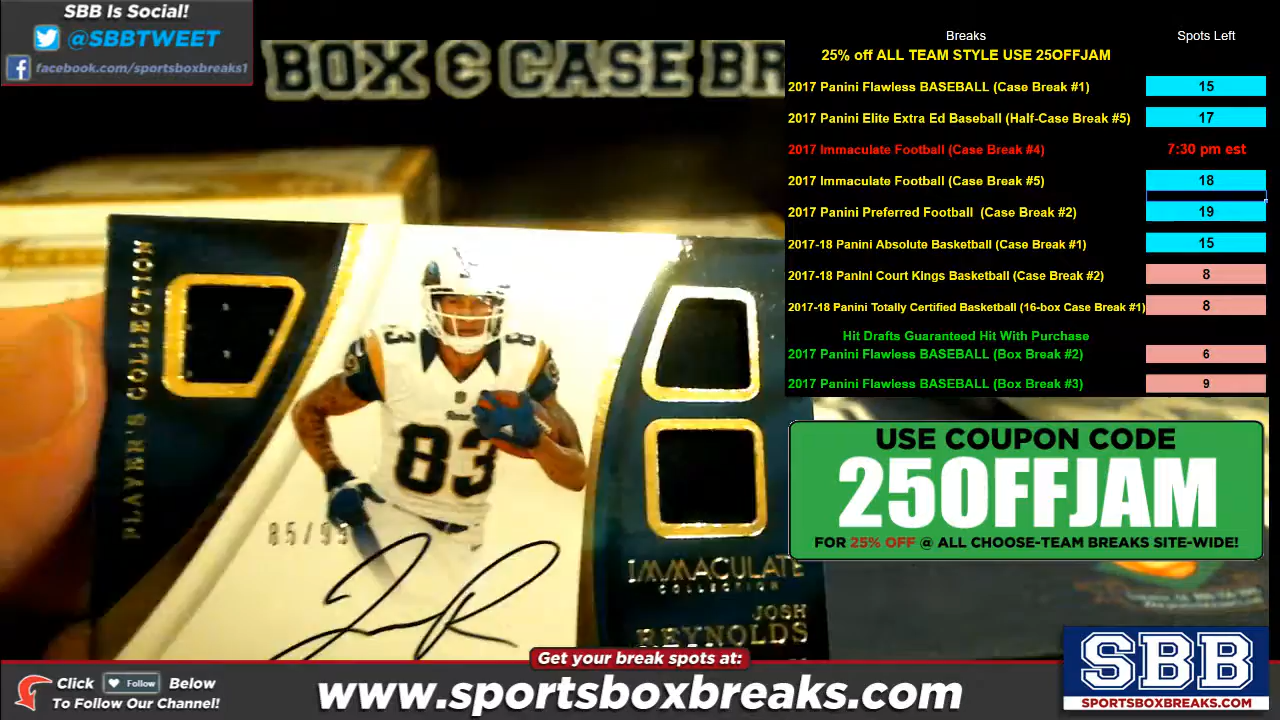 SBB Is Social!
@SBBTWEET
facebook.com/sportsboxbreaks1
BOX & CASE BR
Breaks Spots Left
25% off ALL TEAM STYLE USE 25OFFJAM
2017 Panini Flawless BASEBALL (Case Break #1) 15
2017 Panini Elite Extra Ed Baseball (Half-Case Break #5) 17
2017 Immaculate Football (Case Break #4) 7:30 pm est
2017 Immaculate Football (Case Break #5) 18
2017 Panini Preferred Football (Case Break #2) 19
2017-18 Panini Absolute Basketball (Case Break #1) 15
2017-18 Panini Court Kings Basketball (Case Break #2) 8
2017-18 Panini Totally Certified Basketball (16-box Case Break #1) 8
Hit Drafts Guaranteed Hit With Purchase
2017 Panini Flawless BASEBALL (Box Break #2) 6
2017 Panini Flawless BASEBALL (Box Break #3) 9
PLAYER'S COLLECTION
83
83
85/99
IMMACULATE
COLLECTION
JOSH
REYNOLDS
USE COUPON CODE
25OFFJAM
FOR 25% OFF @ ALL CHOOSE-TEAM BREAKS SITE-WIDE!
Get your break spots at:
www.sportsboxbreaks.com
Click Follow Below
To Follow Our Channel!
SBB
SPORTSBOXBREAKS.COM